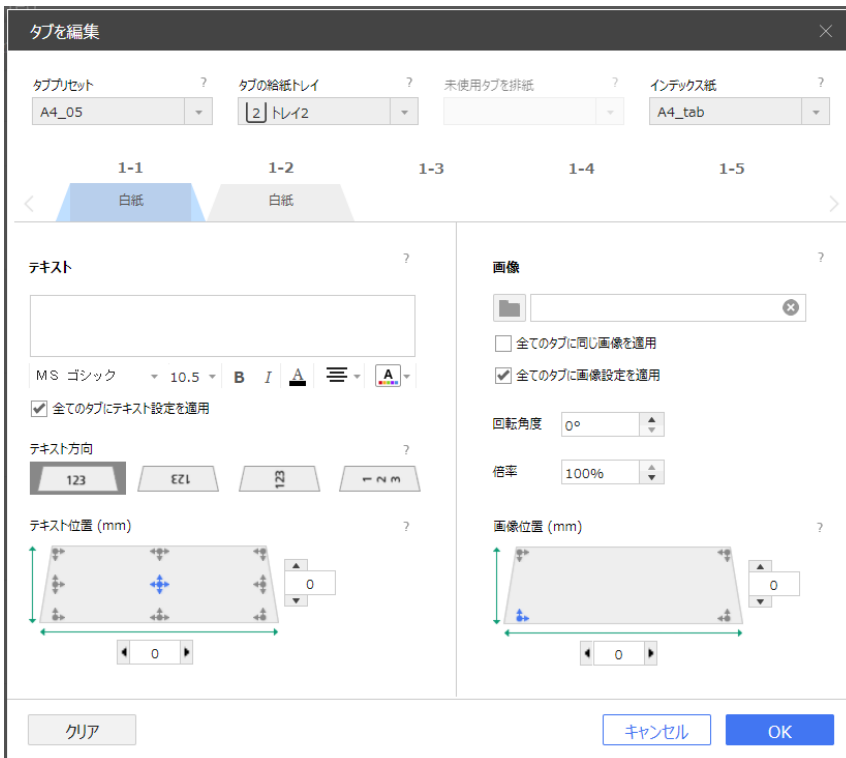 タブを編集
タブプリセット ? タブの給紙トレイ ? 未使用タブを排紙 ? インデックス紙 ?
A4_05 2 トレイ2 A4_tab
1-1 1-2 1-3 1-4 1-5
白紙 白紙
テキスト ?
MS ゴシック 10.5 B I A A
全てのタブにテキスト設定を適用
テキスト方向 ?
123 123 123 123
テキスト位置 (mm) ?
0
0
画像 ?
全てのタブに同じ画像を適用
全てのタブに画像設定を適用
回転角度 0°
倍率 100%
画像位置 (mm) ?
0
0
クリア キャンセル OK